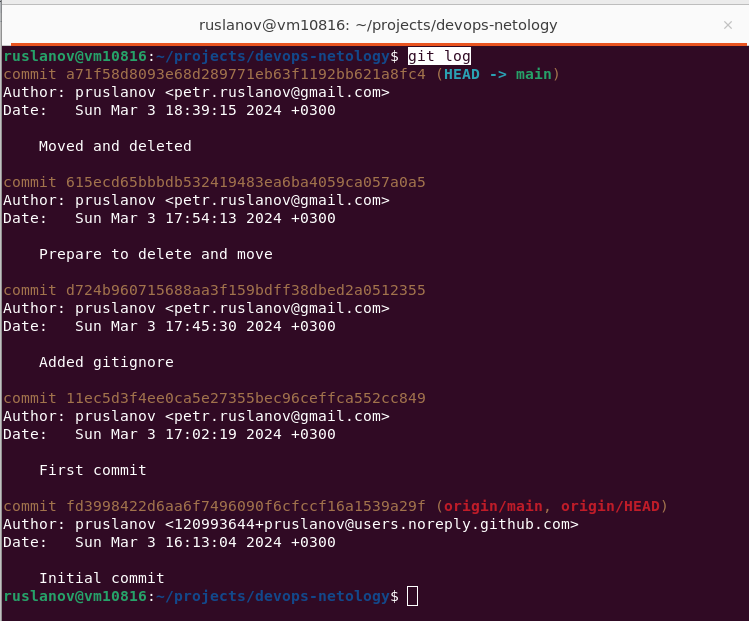 ruslanov@vm10816: ~/projects/devops-netology
ruslanov@vm10816:~/projects/devops-netology$ git log
commit a71f58d8093e68d289771eb63f1192bb621a8fc4 (HEAD -> main)
Author: pruslanov <petr.ruslanov@gmail.com>
Date:   Sun Mar 3 18:39:15 2024 +0300
    Moved and deleted
commit 615ecd65bbbdb532419483ea6ba4059ca057a0a5
Author: pruslanov <petr.ruslanov@gmail.com>
Date:   Sun Mar 3 17:54:13 2024 +0300
    Prepare to delete and move
commit d724b960715688aa3f159bdff38dbed2a0512355
Author: pruslanov <petr.ruslanov@gmail.com>
Date:   Sun Mar 3 17:45:30 2024 +0300
    Added gitignore
commit 11ec5d3f4ee0ca5e27355bec96ceffca552cc849
Author: pruslanov <petr.ruslanov@gmail.com>
Date:   Sun Mar 3 17:02:19 2024 +0300
    First commit
commit fd3998422d6aa6f7496090f6cfccf16a1539a29f (origin/main, origin/HEAD)
Author: pruslanov <120993644+pruslanov@users.noreply.github.com>
Date:   Sun Mar 3 16:13:04 2024 +0300
    Initial commit
ruslanov@vm10816:~/projects/devops-netology$